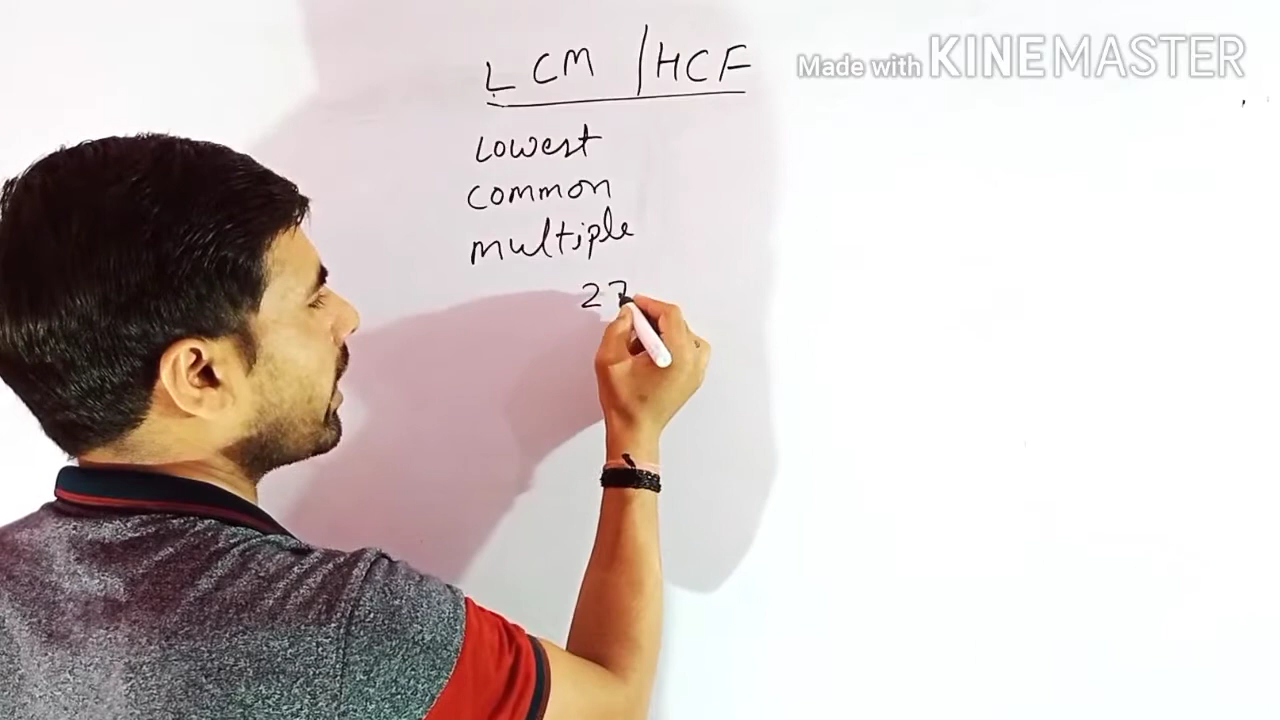 LCM / HCF
Made with KINEMASTER
Lowest
common
multiple
27